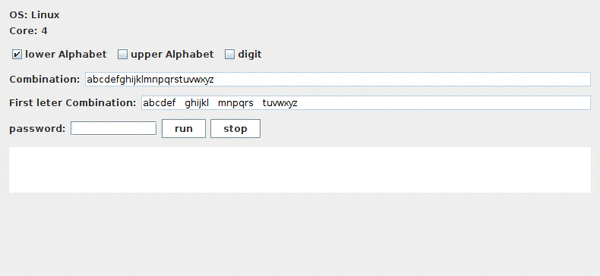 OS: Linux
Core: 4
lower Alphabet upper Alphabet digit
Combination: abcdefghijklmnpqrstuvwxyz
First leter Combination: abcdef ghijkl mnpqrs tuvwxyz
password: run stop